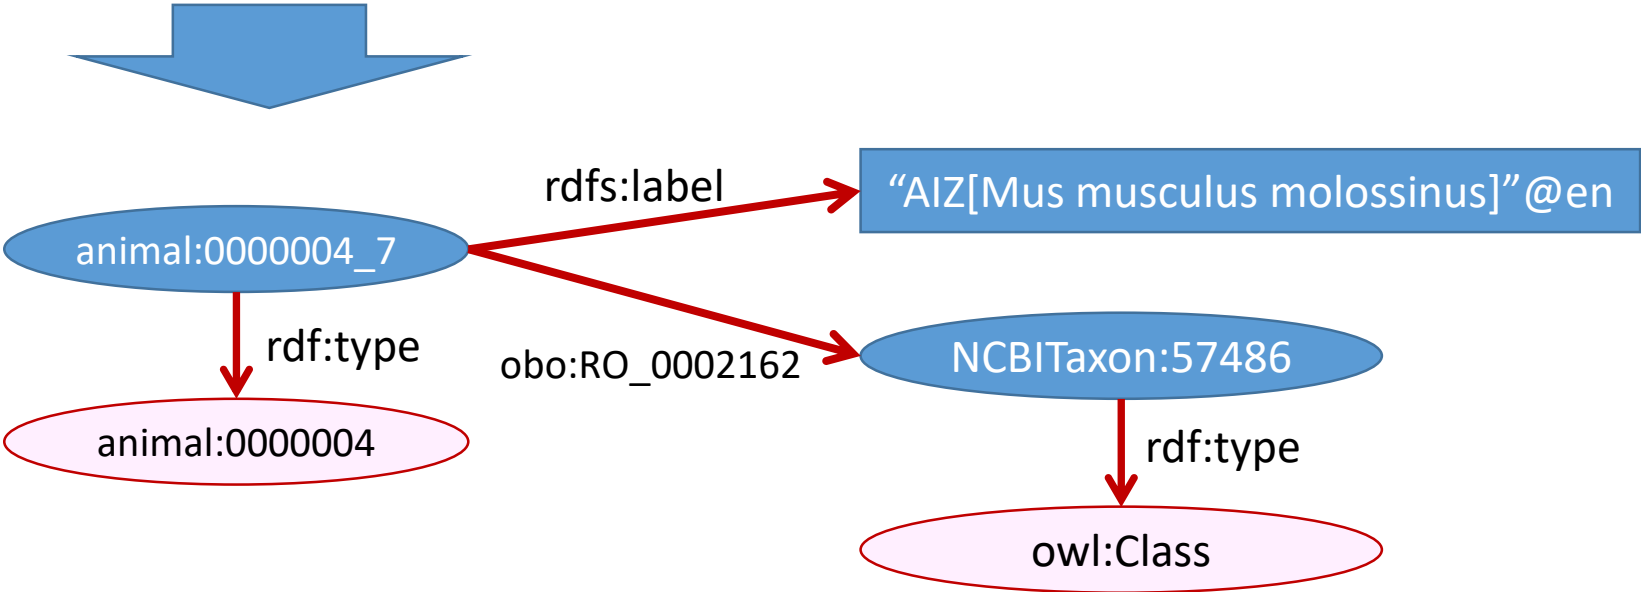 rdfs:label
“AIZ[Mus musculus molossinus]”@en
animal:0000004_7
rdf:type
obo:RO_0002162
NCBITaxon:57486
animal:0000004
rdf:type
owl:Class